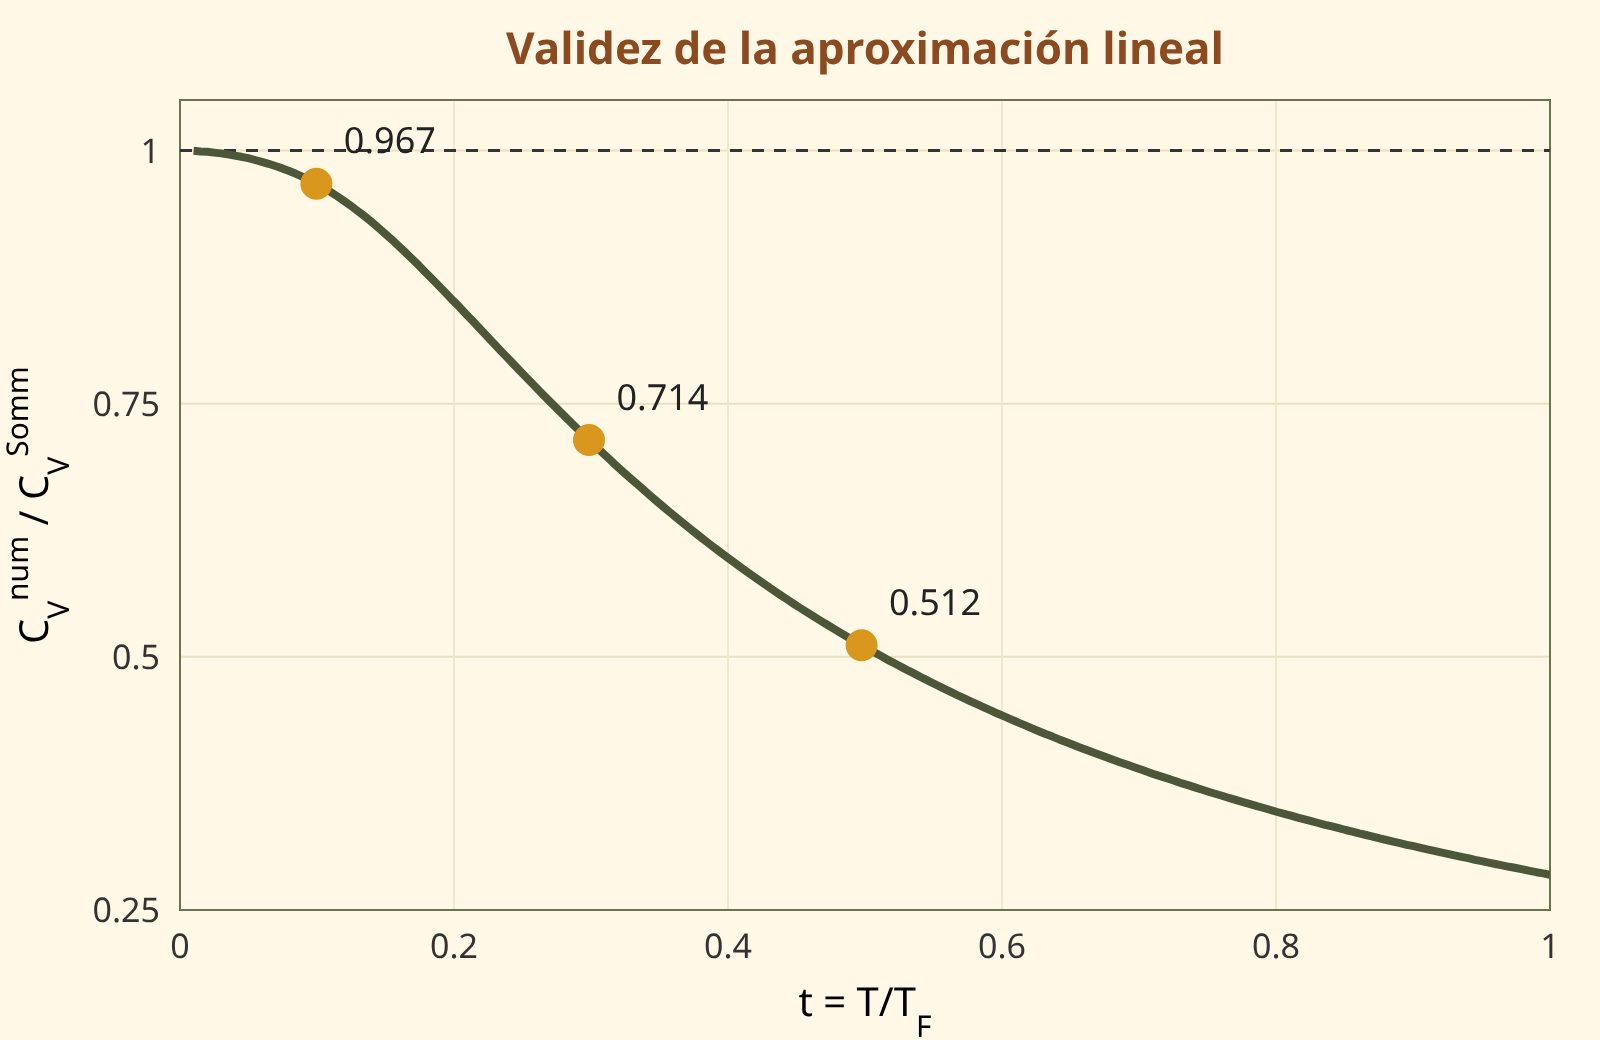 Validez de la aproximación lineal
0.967
1
0.714
0.75
0.512
0.5
0.25
C_V^num / C_V^Somm
0 0.2 0.4 0.6 0.8 1
t = T/T_F